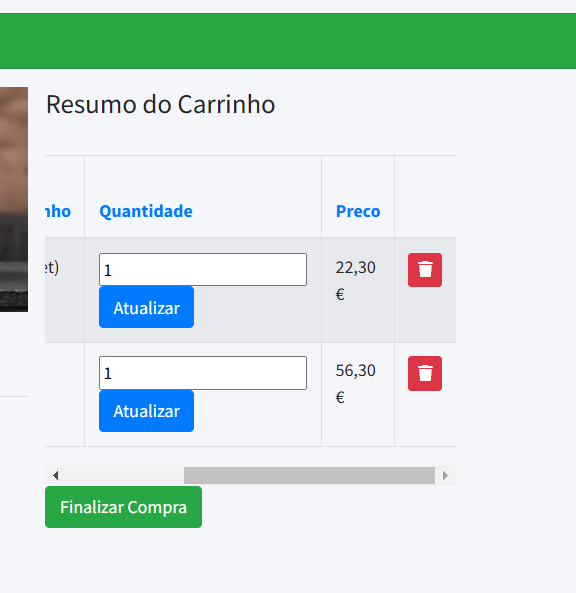 Resumo do Carrinho
nho Quantidade Preco
et) 1 22,30
€
Atualizar
1 56,30
€
Atualizar
Finalizar Compra